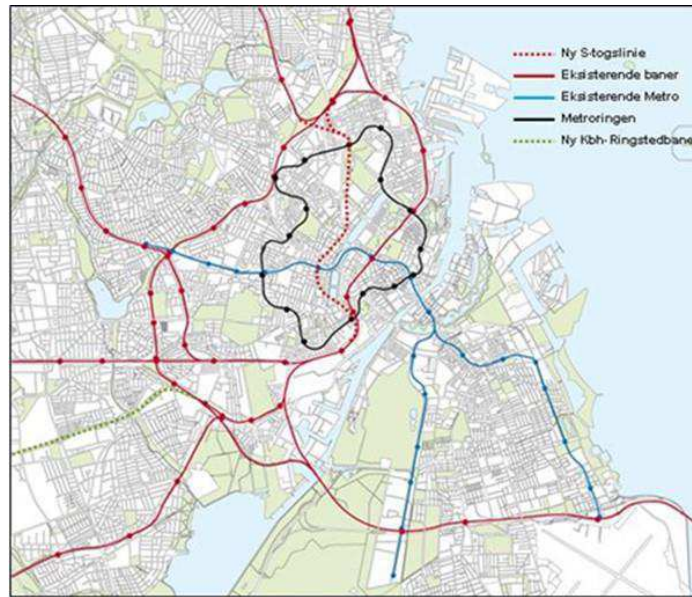 Ny S-togslinie
Eksisterende baner
Eksisterende Metro
Metroringen
Ny Kbh- Ringstedbane